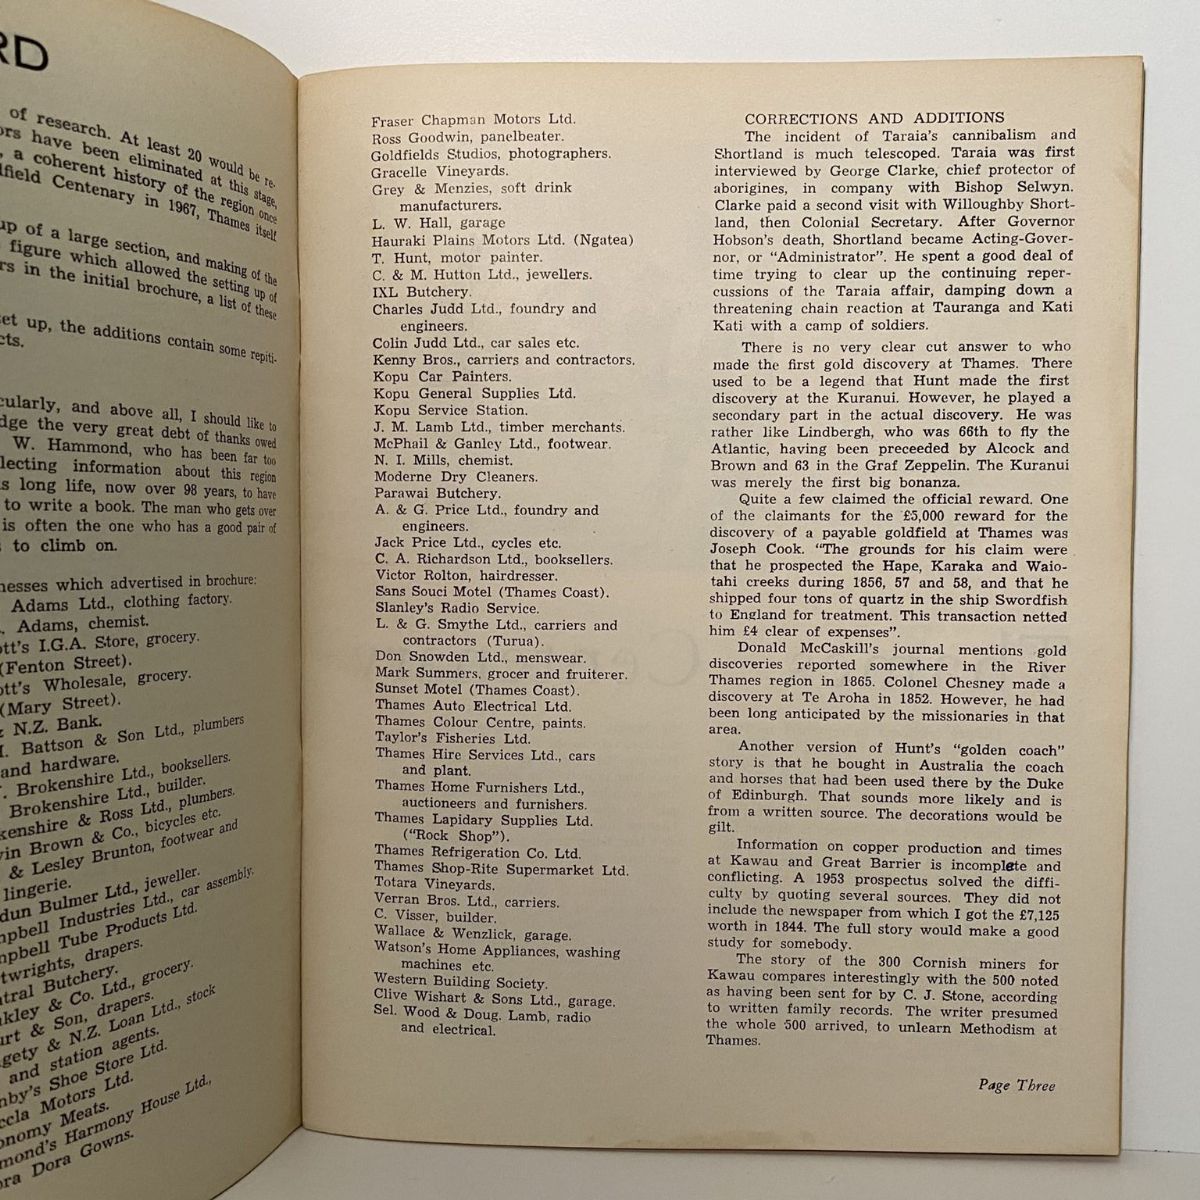 RD
of research. At least 20 would be re-
ors have been eliminated at this stage,
, a coherent history of the region once
lfield Centenary in 1967, Thames itself
up of a large section, and making of the
figure which allowed the setting up of
rs in the initial brochure, a list of these
set up, the additions contain some repiti-
cts.
cularly, and above all, I should like to
dge the very great debt of thanks owed
W. Hammond, who has been far too
llecting information about this region
s long life, now over 98 years, to have
to write a book. The man who gets over
is often the one who has a good pair of
to climb on.
nesses which advertised in brochure:
Adams Ltd., clothing factory.
. Adams, chemist.
ott's I.G.A. Store, grocery.
(Fenton Street).
ott's Wholesale, grocery.
(Mary Street).
& N.Z. Bank.
Battson & Son Ltd., plumbers
and hardware.
. Brokenshire Ltd., booksellers.
Brokenshire Ltd., builder.
kenshire & Ross Ltd., plumbers.
vin Brown & Co., bicycles etc.
& Lesley Brunton, footwear and
lingerie.
dun Bulmer Ltd., jeweller.
mpbell Industries Ltd., car assembly.
mpbell Tube Products Ltd.
twrights, drapers.
ntral Butchery.
akley & Co. Ltd., grocery.
urt & Son, drapers.
gety & N.Z. Loan Ltd., stock
and station agents.
nby's Shoe Store Ltd.
ccla Motors Ltd.
onomy Meats.
mond's Harmony House Ltd.,
ora Dora Gowns.
Fraser Chapman Motors Ltd.
Ross Goodwin, panelbeater.
Goldfields Studios, photographers.
Gracelle Vineyards.
Grey & Menzies, soft drink
manufacturers.
L. W. Hall, garage
Hauraki Plains Motors Ltd. (Ngatea)
T. Hunt, motor painter.
C. & M. Hutton Ltd., jewellers.
IXL Butchery.
Charles Judd Ltd., foundry and
engineers.
Colin Judd Ltd., car sales etc.
Kenny Bros., carriers and contractors.
Kopu Car Painters.
Kopu General Supplies Ltd.
Kopu Service Station.
J. M. Lamb Ltd., timber merchants.
McPhail & Ganley Ltd., footwear.
N. I. Mills, chemist.
Moderne Dry Cleaners.
Parawai Butchery.
A. & G. Price Ltd., foundry and
engineers.
Jack Price Ltd., cycles etc.
C. A. Richardson Ltd., booksellers.
Victor Rolton, hairdresser.
Sans Souci Motel (Thames Coast).
Slanley's Radio Service.
L. & G. Smythe Ltd., carriers and
contractors (Turua).
Don Snowden Ltd., menswear.
Mark Summers, grocer and fruiterer.
Sunset Motel (Thames Coast).
Thames Auto Electrical Ltd.
Thames Colour Centre, paints.
Taylor's Fisheries Ltd.
Thames Hire Services Ltd., cars
and plant.
Thames Home Furnishers Ltd.,
auctioneers and furnishers.
Thames Lapidary Supplies Ltd.
("Rock Shop").
Thames Refrigeration Co. Ltd.
Thames Shop-Rite Supermarket Ltd.
Totara Vineyards.
Verran Bros. Ltd., carriers.
C. Visser, builder.
Wallace & Wenzlick, garage.
Watson's Home Appliances, washing
machines etc.
Western Building Society.
Clive Wishart & Sons Ltd., garage.
Sel. Wood & Doug. Lamb, radio
and electrical.
CORRECTIONS AND ADDITIONS
The incident of Taraia's cannibalism and
Shortland is much telescoped. Taraia was first
interviewed by George Clarke, chief protector of
aborigines, in company with Bishop Selwyn.
Clarke paid a second visit with Willoughby Short-
land, then Colonial Secretary. After Governor
Hobson's death, Shortland became Acting-Gover-
nor, or "Administrator". He spent a good deal of
time trying to clear up the continuing reper-
cussions of the Taraia affair, damping down a
threatening chain reaction at Tauranga and Kati
Kati with a camp of soldiers.
There is no very clear cut answer to who
made the first gold discovery at Thames. There
used to be a legend that Hunt made the first
discovery at the Kuranui. However, he played a
secondary part in the actual discovery. He was
rather like Lindbergh, who was 66th to fly the
Atlantic, having been preceeded by Alcock and
Brown and 63 in the Graf Zeppelin. The Kuranui
was merely the first big bonanza.
Quite a few claimed the official reward. One
of the claimants for the £5,000 reward for the
discovery of a payable goldfield at Thames was
Joseph Cook. "The grounds for his claim were
that he prospected the Hape, Karaka and Waio-
tahi creeks during 1856, 57 and 58, and that he
shipped four tons of quartz in the ship Swordfish
to England for treatment. This transaction netted
him £4 clear of expenses".
Donald McCaskill's journal mentions gold
discoveries reported somewhere in the River
Thames region in 1865. Colonel Chesney made a
discovery at Te Aroha in 1852. However, he had
been long anticipated by the missionaries in that
area.
Another version of Hunt's "golden coach"
story is that he bought in Australia the coach
and horses that had been used there by the Duke
of Edinburgh. That sounds more likely and is
from a written source. The decorations would be
gilt.
Information on copper production and times
at Kawau and Great Barrier is incomplete and
conflicting. A 1953 prospectus solved the diffi-
culty by quoting several sources. They did not
include the newspaper from which I got the £7,125
worth in 1844. The full story would make a good
study for somebody.
The story of the 300 Cornish miners for
Kawau compares interestingly with the 500 noted
as having been sent for by C. J. Stone, according
to written family records. The writer presumed
the whole 500 arrived, to unlearn Methodism at
Thames.
Page Three